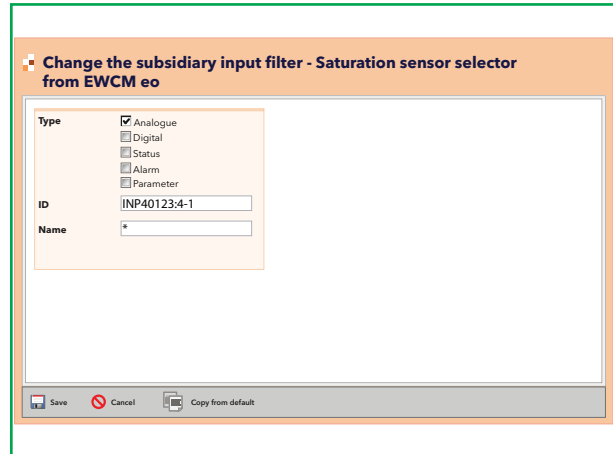 Change the subsidiary input filter - Saturation sensor selector
from EWCM eo
Type
Analogue
Digital
Status
Alarm
Parameter
ID
INP40123:4-1
Name
*
Save Cancel Copy from default